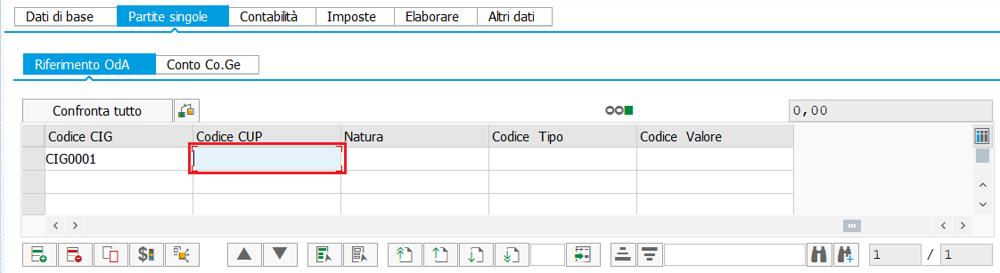 Dati di base Partite singole Contabilità Imposte Elaborare Altri dati
Riferimento OdA Conto Co.Ge
Confronta tutto 0,00
Codice CIG Codice CUP Natura Codice Tipo Codice Valore
CIG0001
1 / 1